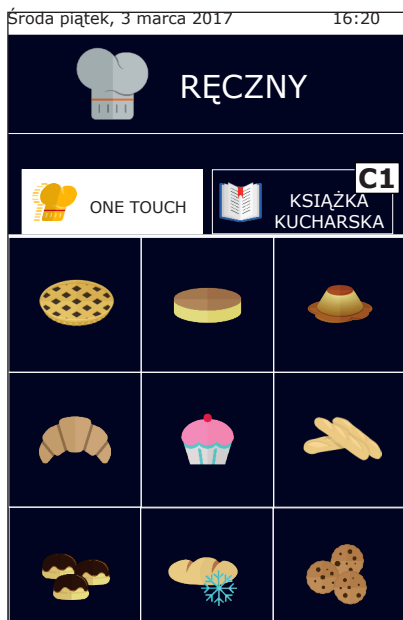 Środa piątek, 3 marca 2017 16:20
RĘCZNY
C1
ONE TOUCH
KSIĄŻKA
KUCHARSKA